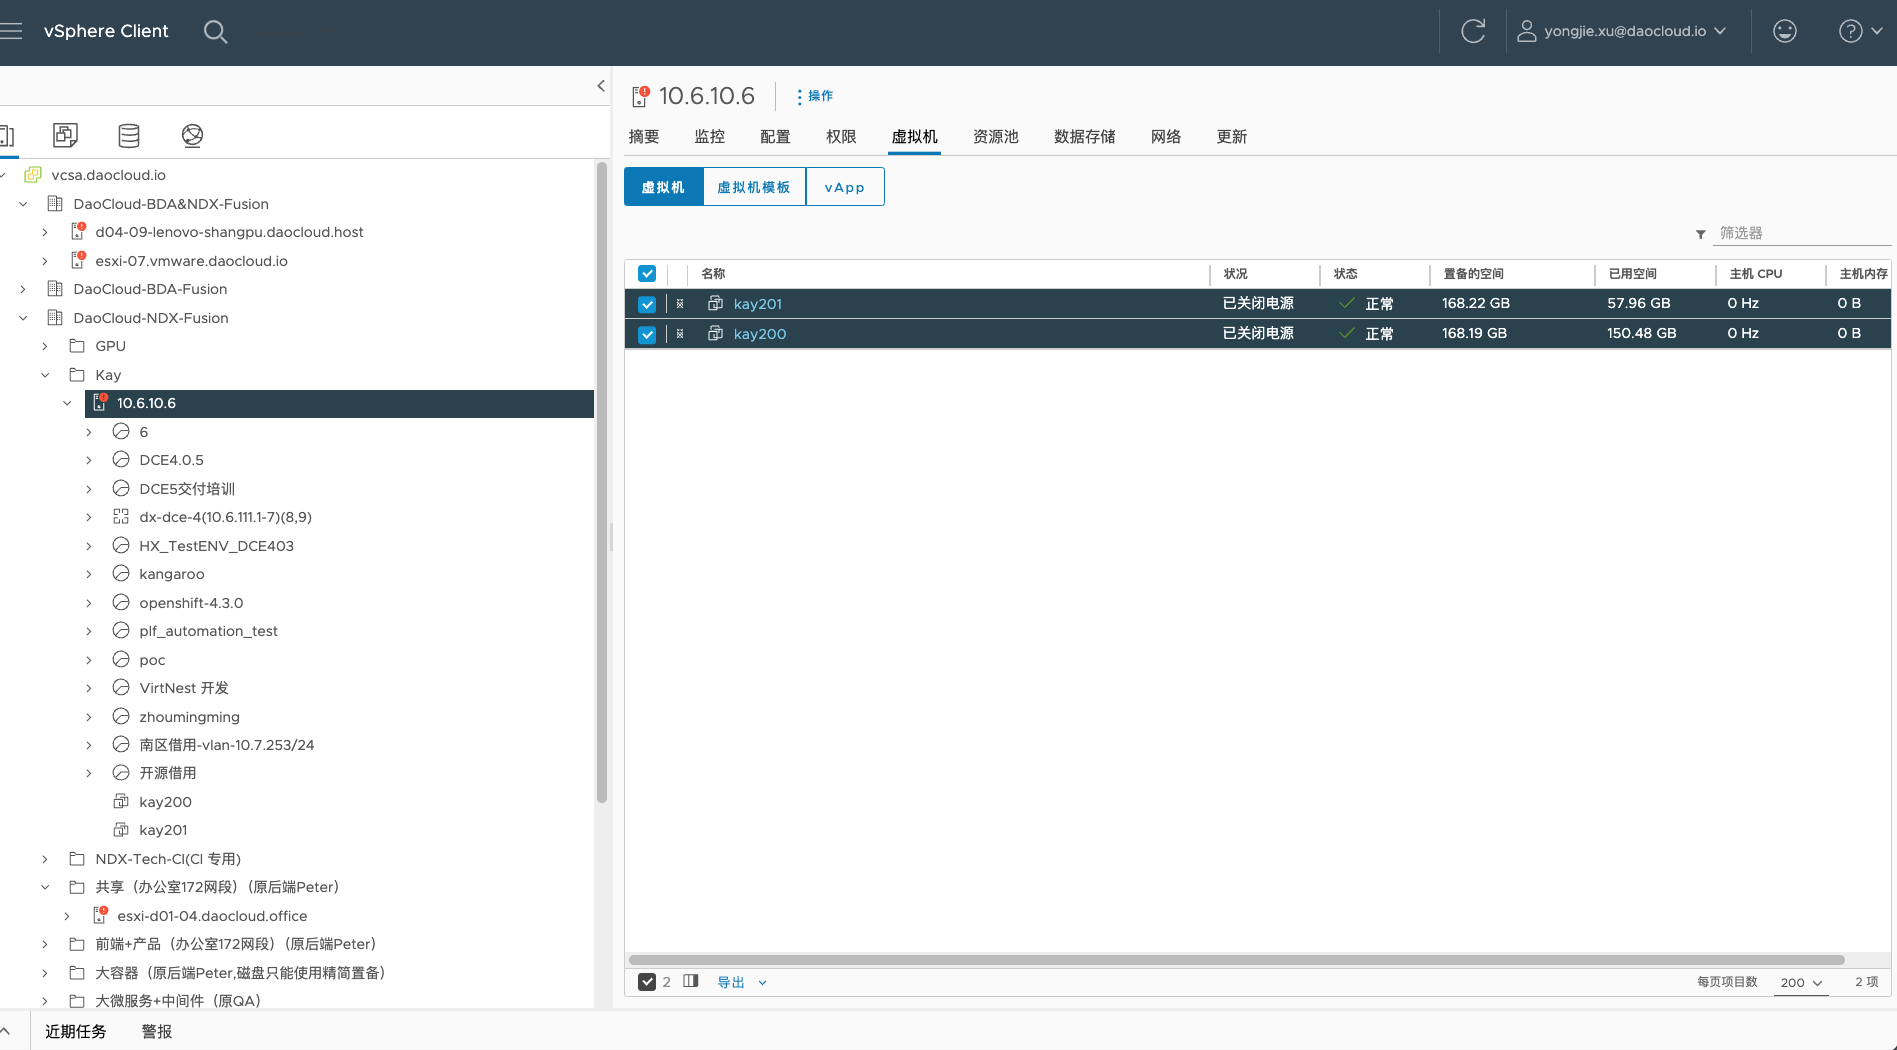 vSphere Client
yongjie.xu@daocloud.io
10.6.10.6
操作
摘要 监控 配置 权限 虚拟机 资源池 数据存储 网络 更新
虚拟机 虚拟机模板 vApp
筛选器
名称 状况 状态 置备的空间 已用空间 主机 CPU 主机内存
kay201 已关闭电源 正常 168.22 GB 57.96 GB 0 Hz 0 B
kay200 已关闭电源 正常 168.19 GB 150.48 GB 0 Hz 0 B
2 导出 每页项目数 200 2 项
vcsa.daocloud.io
DaoCloud-BDA&NDX-Fusion
d04-09-lenovo-shangpu.daocloud.host
esxi-07.vmware.daocloud.io
DaoCloud-BDA-Fusion
DaoCloud-NDX-Fusion
GPU
Kay
10.6.10.6
6
DCE4.0.5
DCE5交付培训
dx-dce-4(10.6.111.1-7)(8,9)
HX_TestENV_DCE403
kangaroo
openshift-4.3.0
plf_automation_test
poc
VirtNest 开发
zhoumingming
南区借用-vlan-10.7.253/24
开源借用
kay200
kay201
NDX-Tech-CI(CI 专用)
共享（办公室172网段）（原后端Peter）
esxi-d01-04.daocloud.office
前端+产品（办公室172网段）（原后端Peter）
大容器（原后端Peter,磁盘只能使用精简置备）
大微服务+中间件（原QA）
近期任务 警报